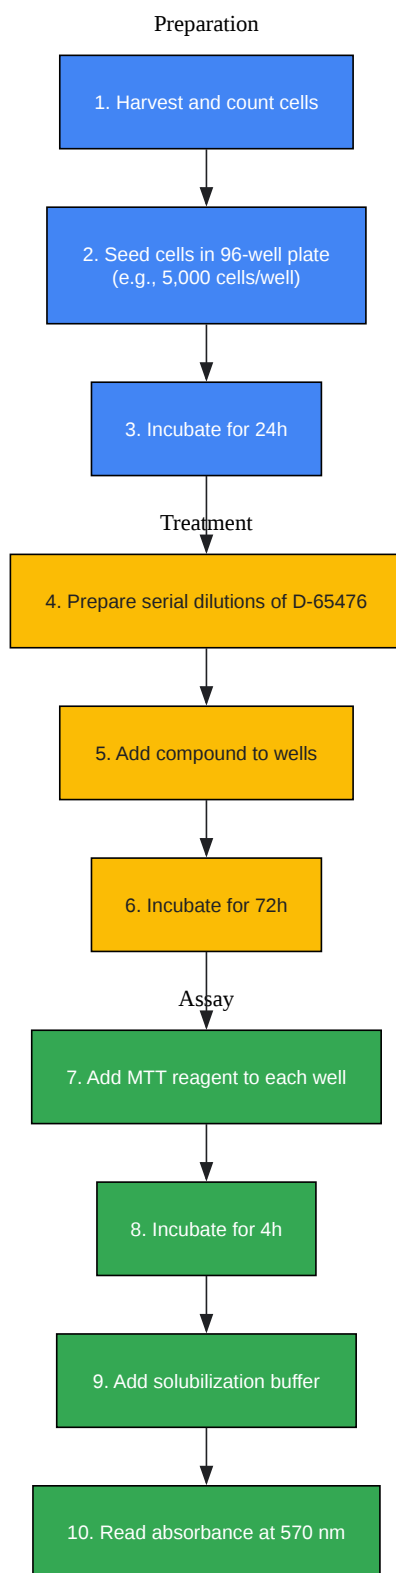 Preparation
1. Harvest and count cells
2. Seed cells in 96-well plate
(e.g., 5,000 cells/well)
3. Incubate for 24h
Treatment
4. Prepare serial dilutions of D-65476
5. Add compound to wells
6. Incubate for 72h
Assay
7. Add MTT reagent to each well
8. Incubate for 4h
9. Add solubilization buffer
10. Read absorbance at 570 nm